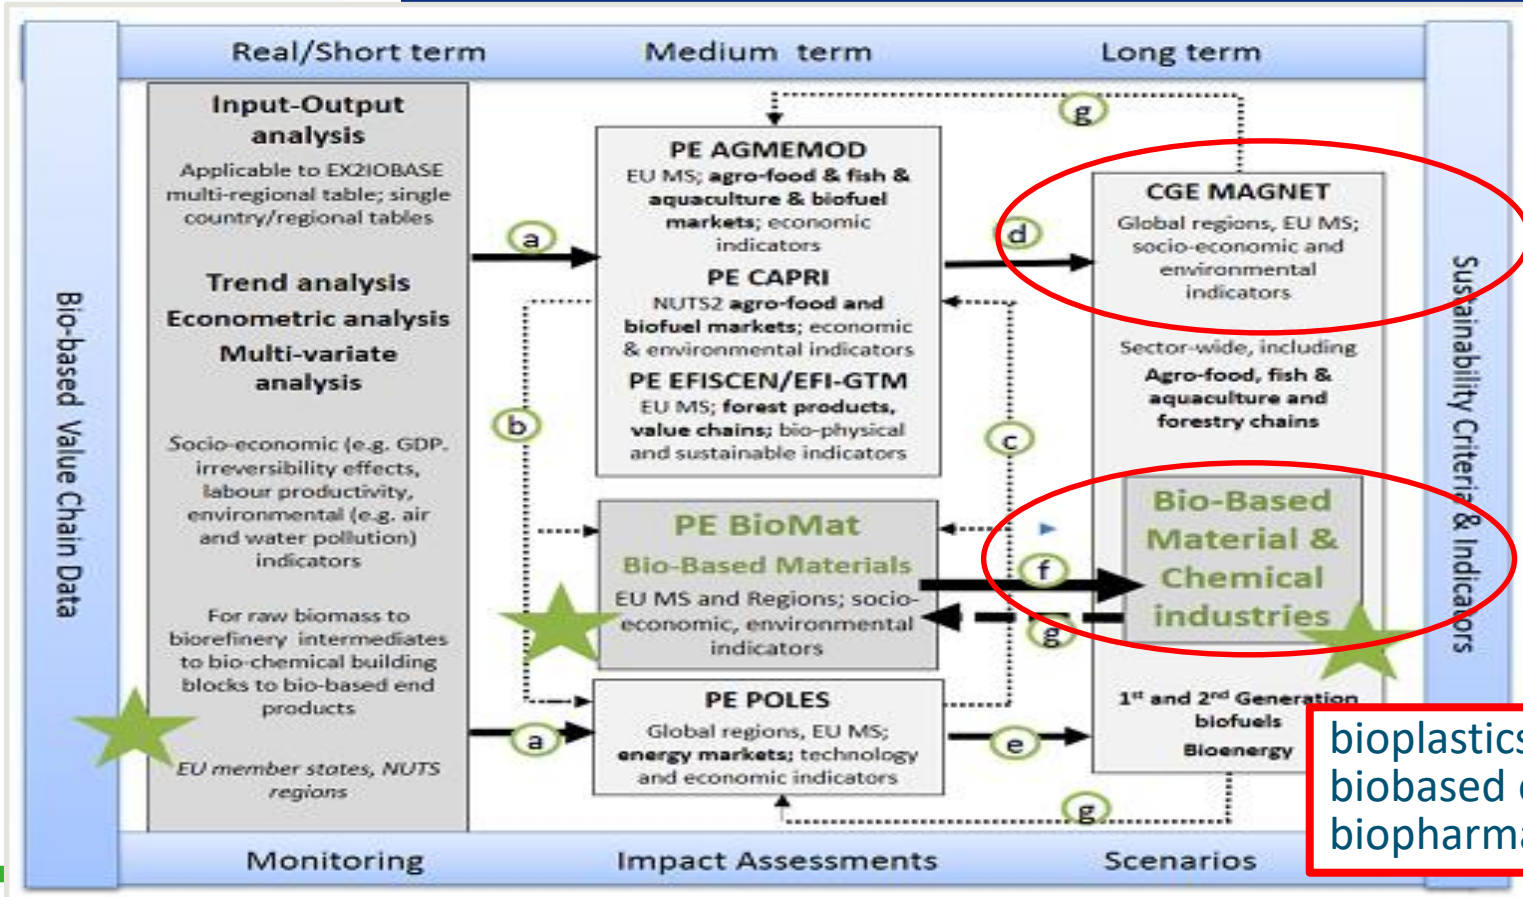 Real/Short term
Medium term
Long term
Bio-based Value Chain Data
Input-Output
analysis
Applicable to EX2IOBASE
multi-regional table; single
country/regional tables
Trend analysis
Econometric analysis
Multi-variate
analysis
Socio-economic (e.g. GDP.
irreversibility effects,
labour productivity,
environmental (e.g. air
and water pollution)
indicators
For raw biomass to
biorefinery intermediates
to bio-chemical building
blocks to bio-based end
products
EU member states, NUTS
regions
a
b
a
PE AGMEMOD
EU MS; agro-food & fish &
aquaculture & biofuel
markets; economic
indicators
PE CAPRI
NUTS2 agro-food and
biofuel markets; economic
& environmental indicators
PE EFISCEN/EFI-GTM
EU MS; forest products,
value chains; bio-physical
and sustainable indicators
PE BioMat
Bio-Based Materials
EU MS and Regions; socio-
economic, environmental
indicators
PE POLES
Global regions, EU MS;
energy markets; technology
and economic indicators
g
d
c
f
g
e
g
CGE MAGNET
Global regions, EU MS;
socio-economic and
environmental
indicators
Sector-wide, including
Agro-food, fish &
aquaculture and
forestry chains
Bio-Based
Material &
Chemical
industries
1st and 2nd Generation
biofuels
Bioenergy
Sustainabiity Criteria & Indicators
bioplastics
biobased
biopharma
Monitoring
Impact Assessments
Scenarios